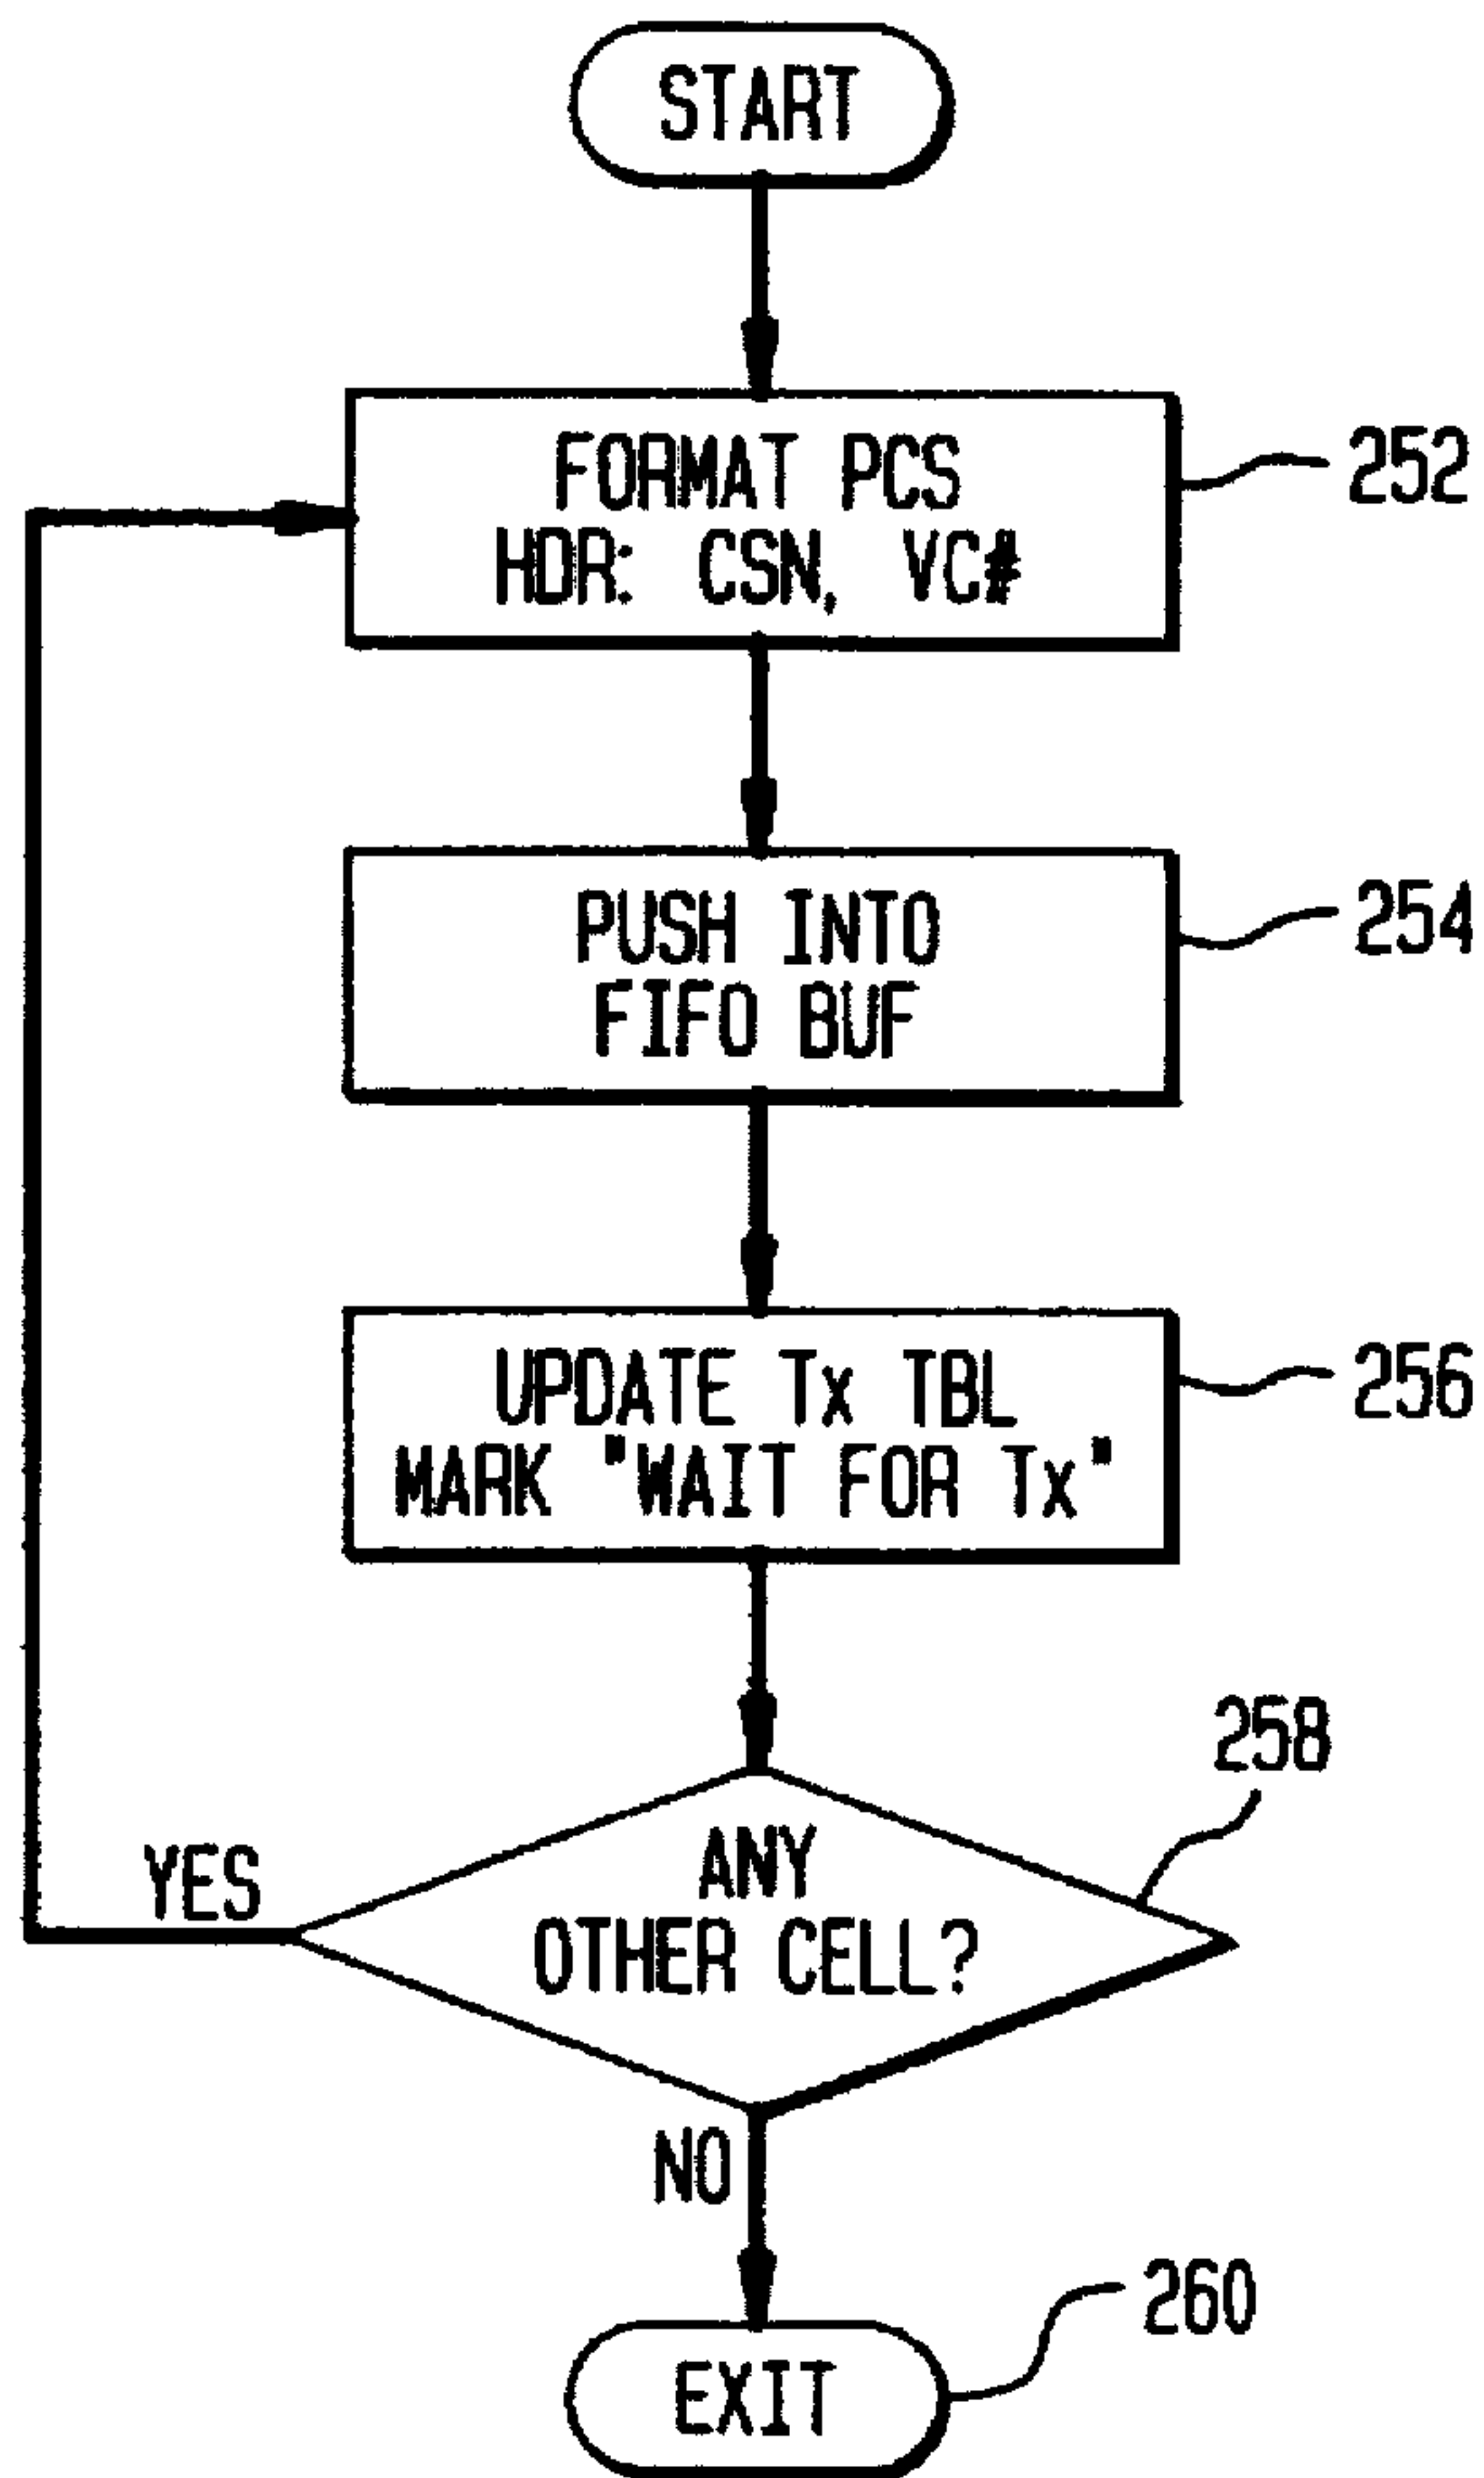 START
FORMAT PCS
HDR: CSN, VC#
252
PUSH INTO
FIFO BUF
254
UPDATE Tx TBL
MARK "WAIT FOR Tx"
256
258
ANY
OTHER CELL?
YES
NO
260
EXIT